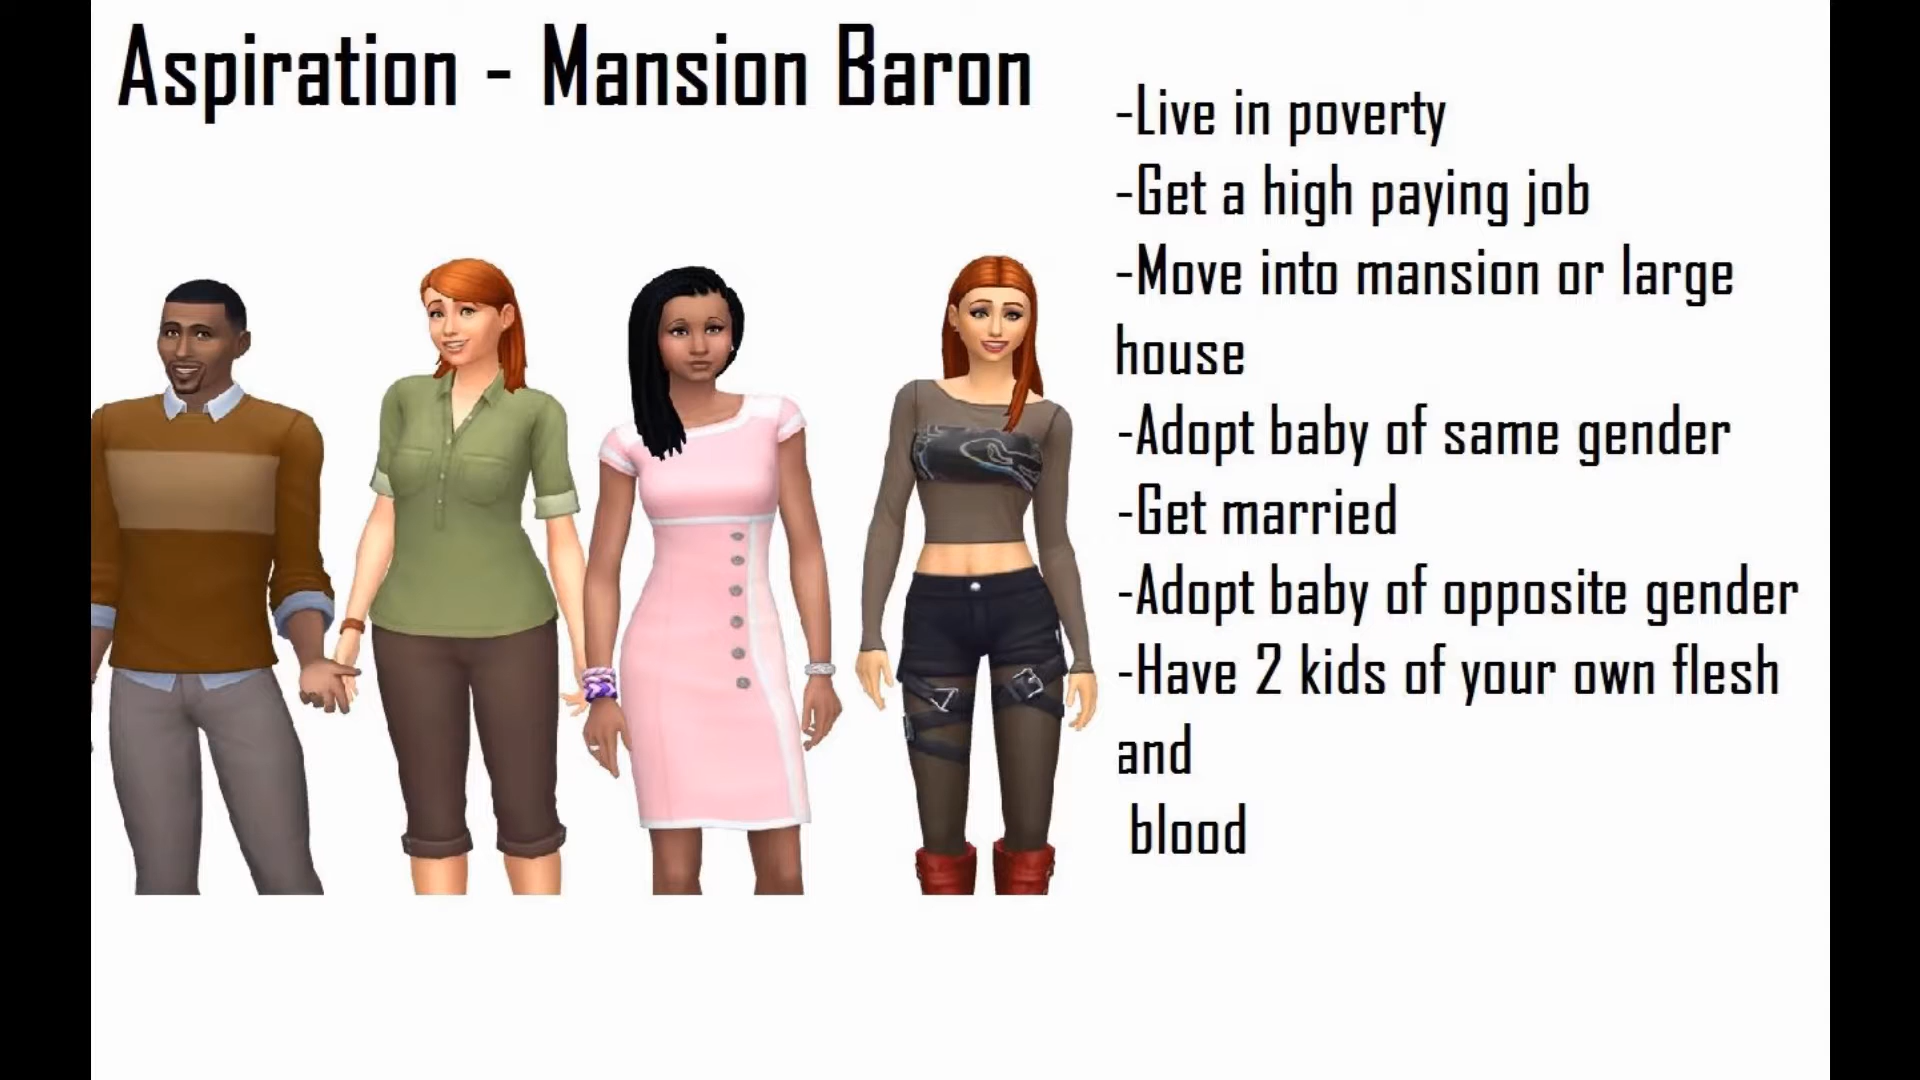 Aspiration - Mansion Baron
-Live in poverty
-Get a high paying job
-Move into mansion or large
house
-Adopt baby of same gender
-Get married
-Adopt baby of opposite gender
-Have 2 kids of your own flesh
and
blood